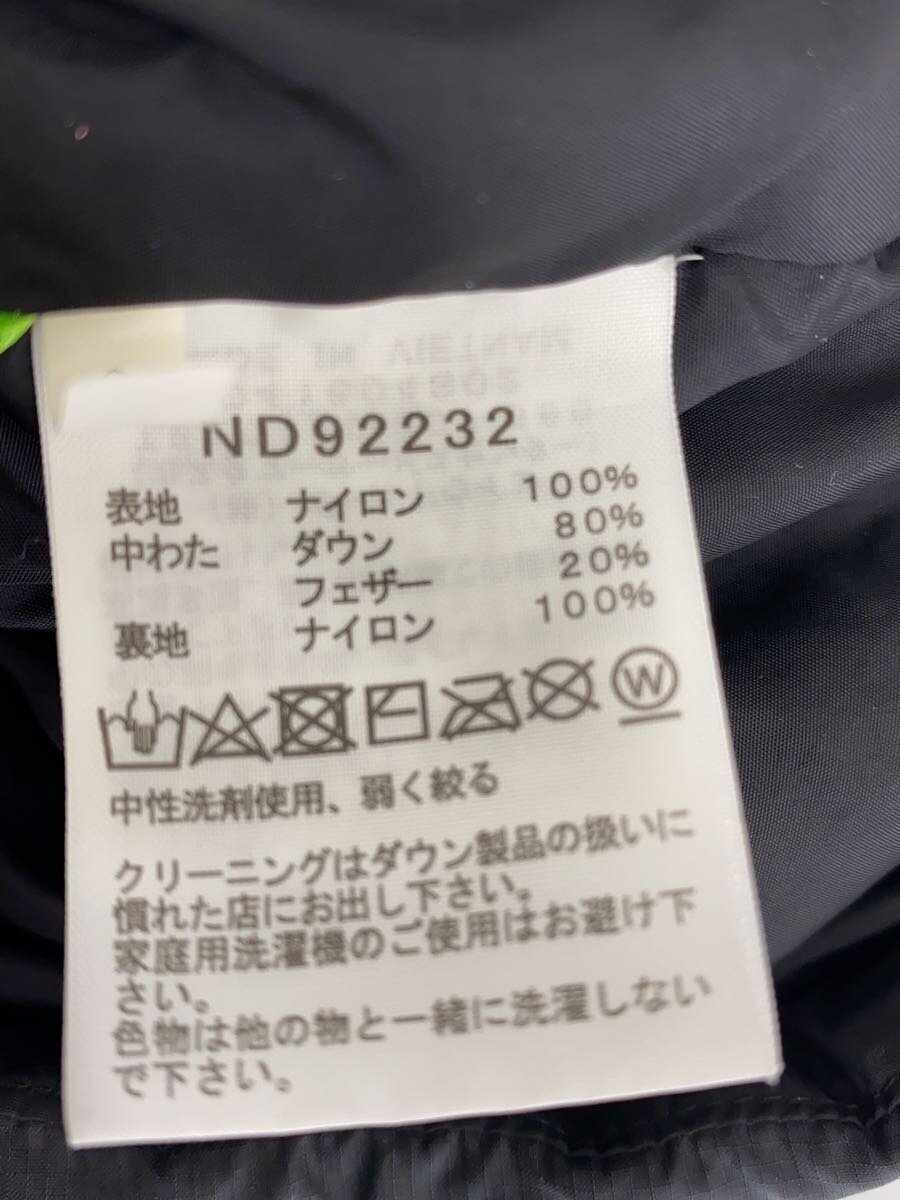 ND92232
表地 ナイロン 100%
中わた ダウン 80%
フェザー 20%
裏地 ナイロン 100%
W
中性洗剤使用、弱く絞る
クリーニングはダウン製品の扱いに
慣れた店にお出し下さい。
家庭用洗濯機のご使用はお避け下
さい。
色物は他の物と一緒に洗濯しない
で下さい。